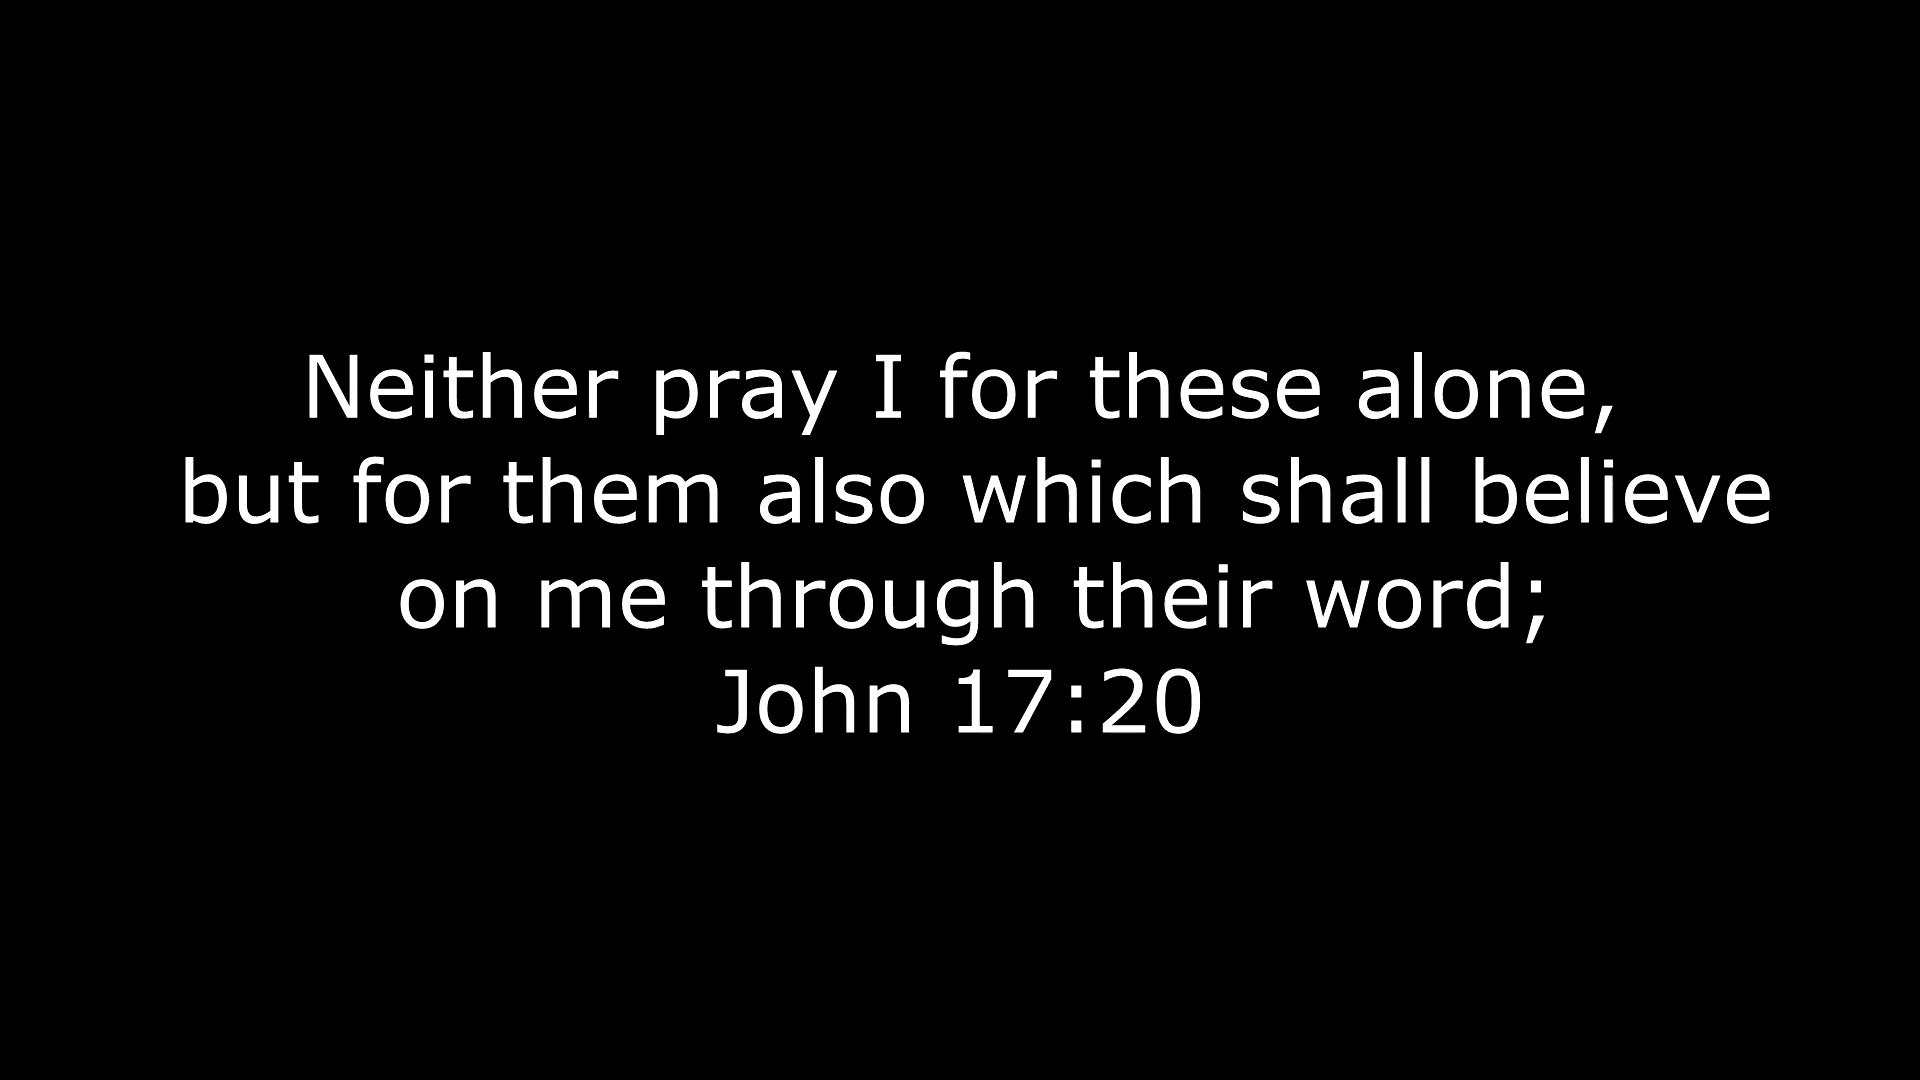 Neither pray I for these alone,
but for them also which shall believe
on me through their word;
John 17:20